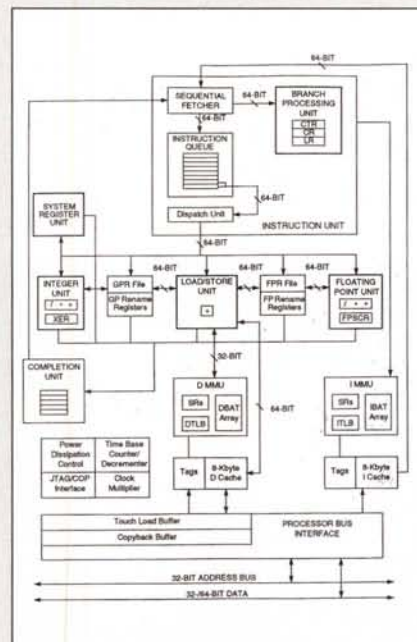 64-BIT
SEQUENTIAL
FETCHER
64-BIT
BRANCH
PROCESSING
UNIT
CTR
CR
LR
64-BIT
INSTRUCTION
QUEUE
SYSTEM
REGISTER
UNIT
Dispatch Unit
64-BIT
INSTRUCTION UNIT
64-BIT
INTEGER
UNIT
/ * +
XER
64-BIT
GPR File
GP Rename
Registers
64-BIT
LOAD/STORE
UNIT
+
64-BIT
FPR File
FP Rename
Registers
64-BIT
FLOATING
POINT UNIT
/ * +
FPSCR
COMPLETION
UNIT
32-BIT
D MMU
SRs
DTLB
DBAT
Array
64-BIT
I MMU
SRs
ITLB
IBAT
Array
Power
Dissipation
Control
Time Base
Counter/
Decrementer
JTAG/COP
Interface
Clock
Multiplier
Tags
8-Kbyte
D Cache
Tags
8-Kbyte
I Cache
Touch Load Buffer
Copyback Buffer
PROCESSOR BUS
INTERFACE
32-BIT ADDRESS BUS
32-/64-BIT DATA